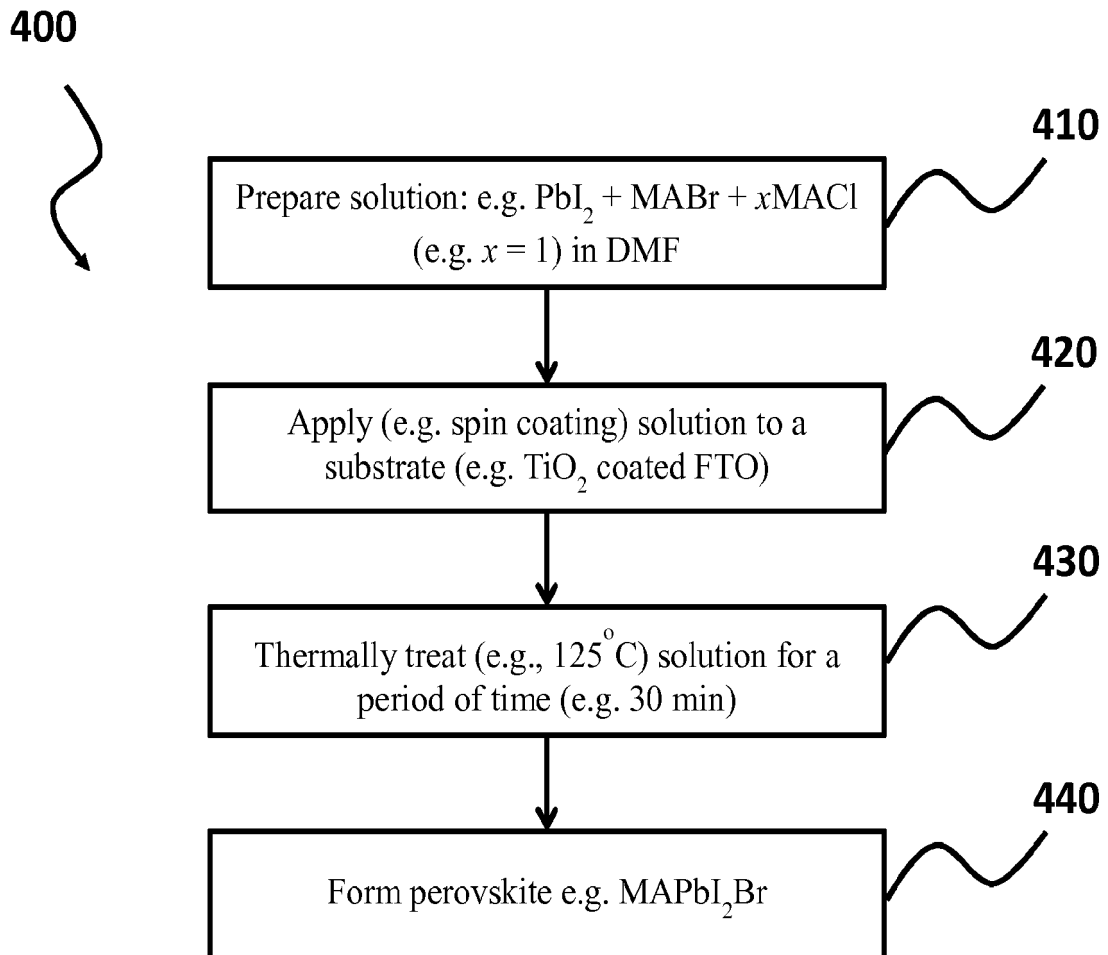 400
410
Prepare solution: e.g. PbI₂ + MABr + xMACl
(e.g. x = 1) in DMF
420
Apply (e.g. spin coating) solution to a
substrate (e.g. TiO₂ coated FTO)
430
Thermally treat (e.g., 125°C) solution for a
period of time (e.g. 30 min)
440
Form perovskite e.g. MAPbI₂Br